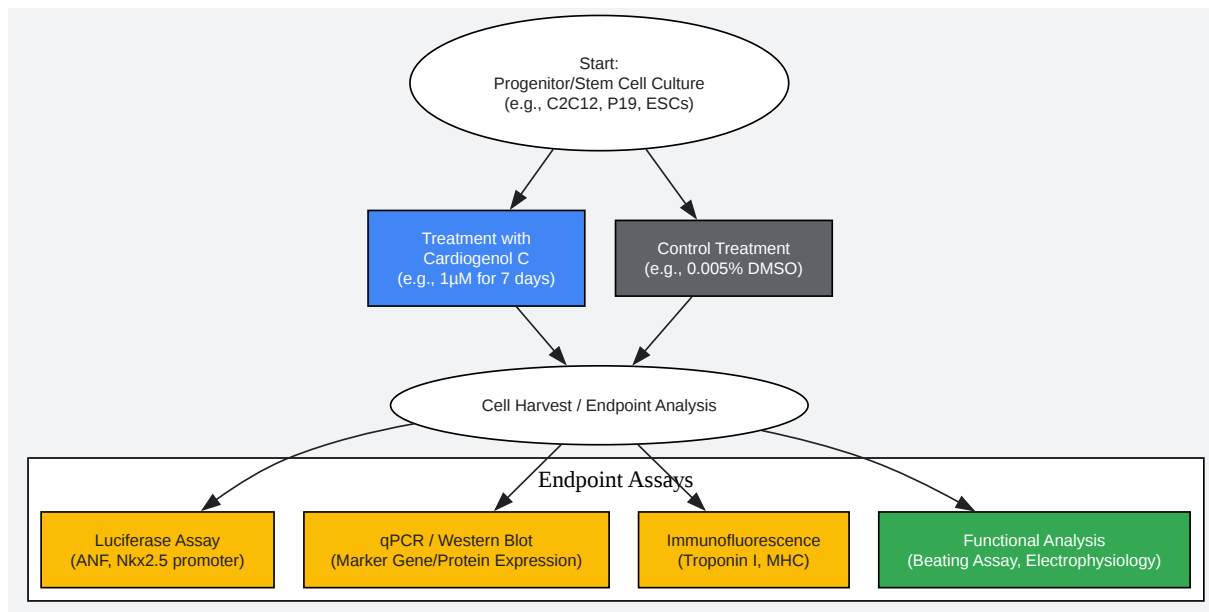 Start:
Progenitor/Stem Cell Culture
(e.g., C2C12, P19, ESCs)
Treatment with
Cardiogenol C
(e.g., 1µM for 7 days)
Control Treatment
(e.g., 0.005% DMSO)
Cell Harvest / Endpoint Analysis
Endpoint Assays
Luciferase Assay
(ANF, Nkx2.5 promoter)
qPCR / Western Blot
(Marker Gene/Protein Expression)
Immunofluorescence
(Troponin I, MHC)
Functional Analysis
(Beating Assay, Electrophysiology)